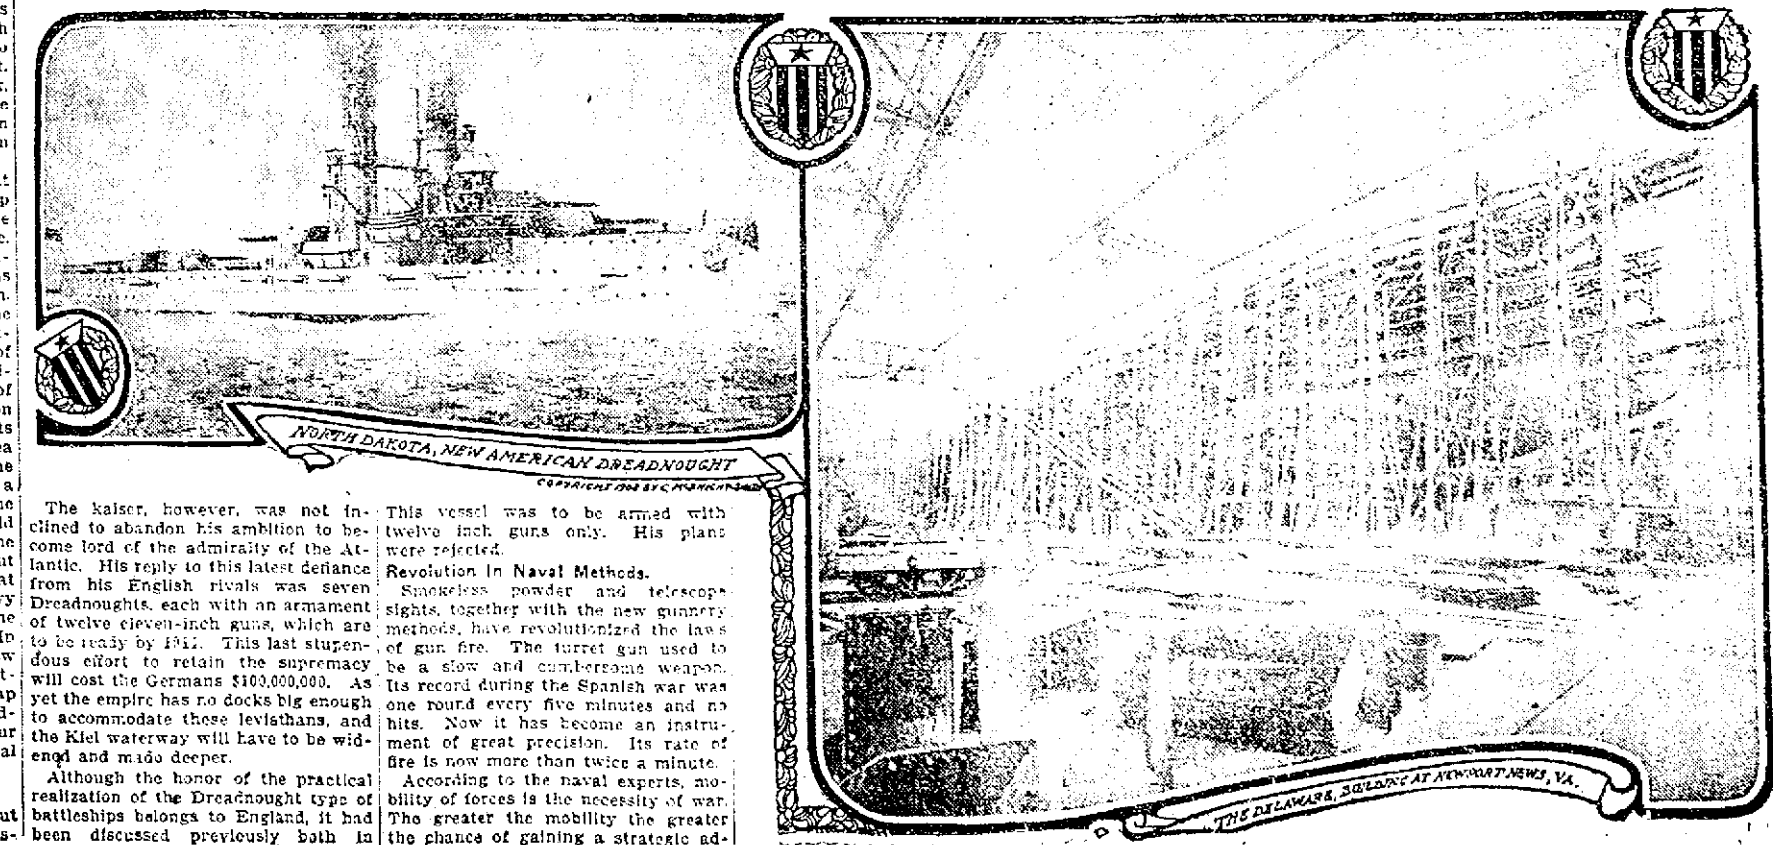 NORTH DAKOTA, NEW AMERICAN DREADNOUGHT
COPYRIGHT 1908 BY
The kaiser, however, was not in-
clined to abandon his ambition to be-
come lord of the admiralty of the At-
lantic. His reply to this latest defiance
from his English rivals was seven
Dreadnoughts, each with an armament
of twelve eleven-inch guns, which are
to be ready by
This last stupen-
dous effort to retain the supremacy
will cost the Germans $100,000,000. As
yet the empire has no docks big enough
to accommodate these leviathans, and
the Kiel waterway will have to be wid-
ened and made deeper.
Although the honor of the practical
realization of the Dreadnought type of
battleships belongs to England, it had
been discussed previously both in
This vessel was to be armed with
twelve inch guns only. His plans
were rejected.
Revolution In Naval Methods.
Smokeless powder and telescope
sights, together with the new gunnery
methods, have revolutionized the laws
of gun fire. The turret gun used to
be a slow and cumbersome weapon.
Its record during the Spanish war was
one round every five minutes and no
hits. Now it has become an instru-
ment of great precision. Its rate of
fire is now more than twice a minute.
According to the naval experts, mo-
bility of forces is the necessity of war.
The greater the mobility the greater
the chance of gaining a strategic ad-
THE DELAWARE, BUILDING AT NEWPORT NEWS, VA.